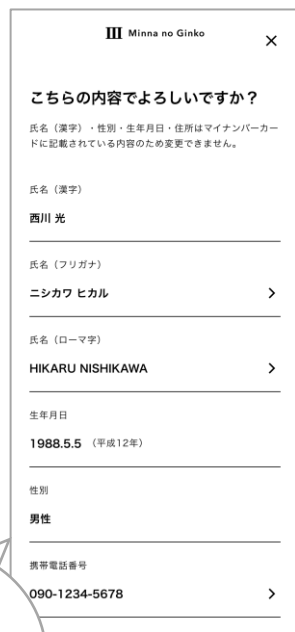 Minna no Ginko
こちらの内容でよろしいですか？
氏名（漢字）・性別・生年月日・住所はマイナンバーカー
ドに記載されている内容のため変更できません。
氏名（漢字）
西川 光
氏名（フリガナ）
ニシカワ ヒカル
氏名（ローマ字）
HIKARU NISHIKAWA
生年月日
1988.5.5 （平成12年）
性別
男性
携帯電話番号
090-1234-5678